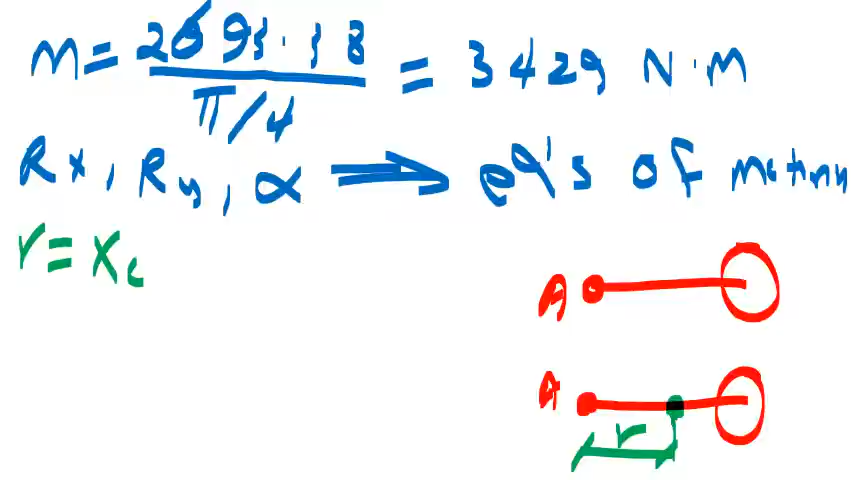 M = 2693.38 / π/4 = 3429 N.M
Rx, Ry, α ⟹ eq's of motion
r = Xc
A
A
r